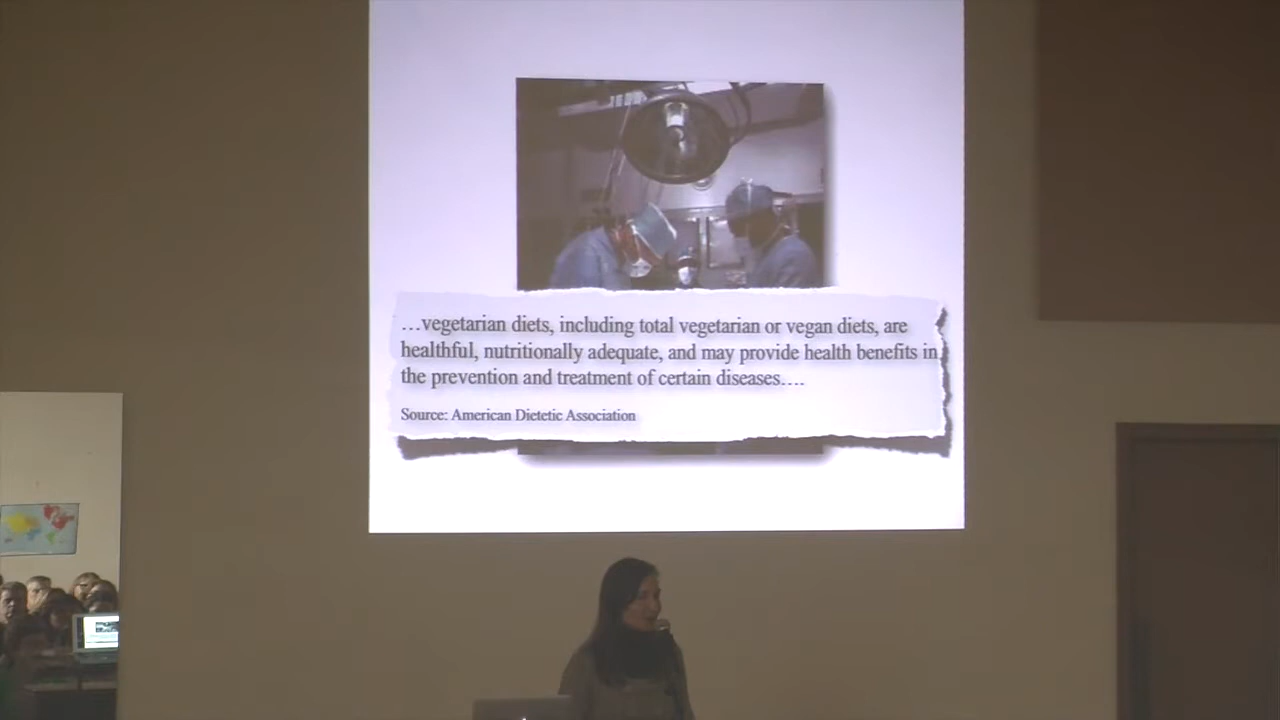 …vegetarian diets, including total vegetarian or vegan diets, are
healthful, nutritionally adequate, and may provide health benefits in
the prevention and treatment of certain diseases….
Source: American Dietetic Association